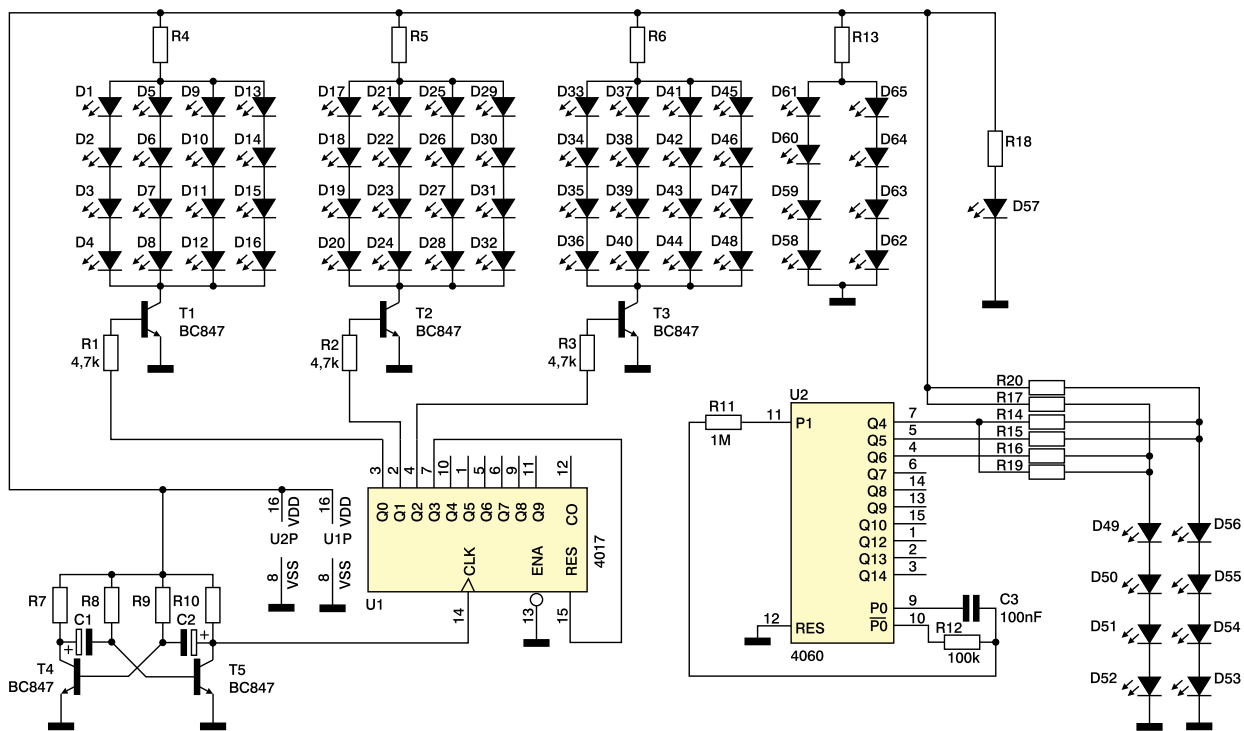 R4
R5
R6
R13
D1 D5 D9 D13
D17 D21 D25 D29
D33 D37 D41 D45
D61 D65
D2 D6 D10 D14
D18 D22 D26 D30
D34 D38 D42 D46
D60 D64
R18
D3 D7 D11 D15
D19 D23 D27 D31
D35 D39 D43 D47
D59 D63
D57
D4 D8 D12 D16
D20 D24 D28 D32
D36 D40 D44 D48
D58 D62
T1
BC847
T2
BC847
T3
BC847
R1
4,7k
R2
4,7k
R3
4,7k
R20
R17
R14
R15
R16
R19
R11
1M
U2
11 P1
Q4 7
Q5 5
Q6 4
Q7 6
Q8 14
Q9 13
Q10 15
Q12 1
Q13 2
Q14 3
P0 9
P0 10
12 RES
4060
C3
100nF
R12
100k
3 2 4 7 10 1 5 6 9 11 12
Q0 Q1 Q2 Q3 Q4 Q5 Q6 Q7 Q8 Q9 CO
CLK ENA RES
4017
U1
14 13 15
16 VDD
U2P
8 VSS
16 VDD
U1P
8 VSS
R7 R8 R9 R10
C1 C2
+ +
T4
BC847
T5
BC847
D49 D56
D50 D55
D51 D54
D52 D53